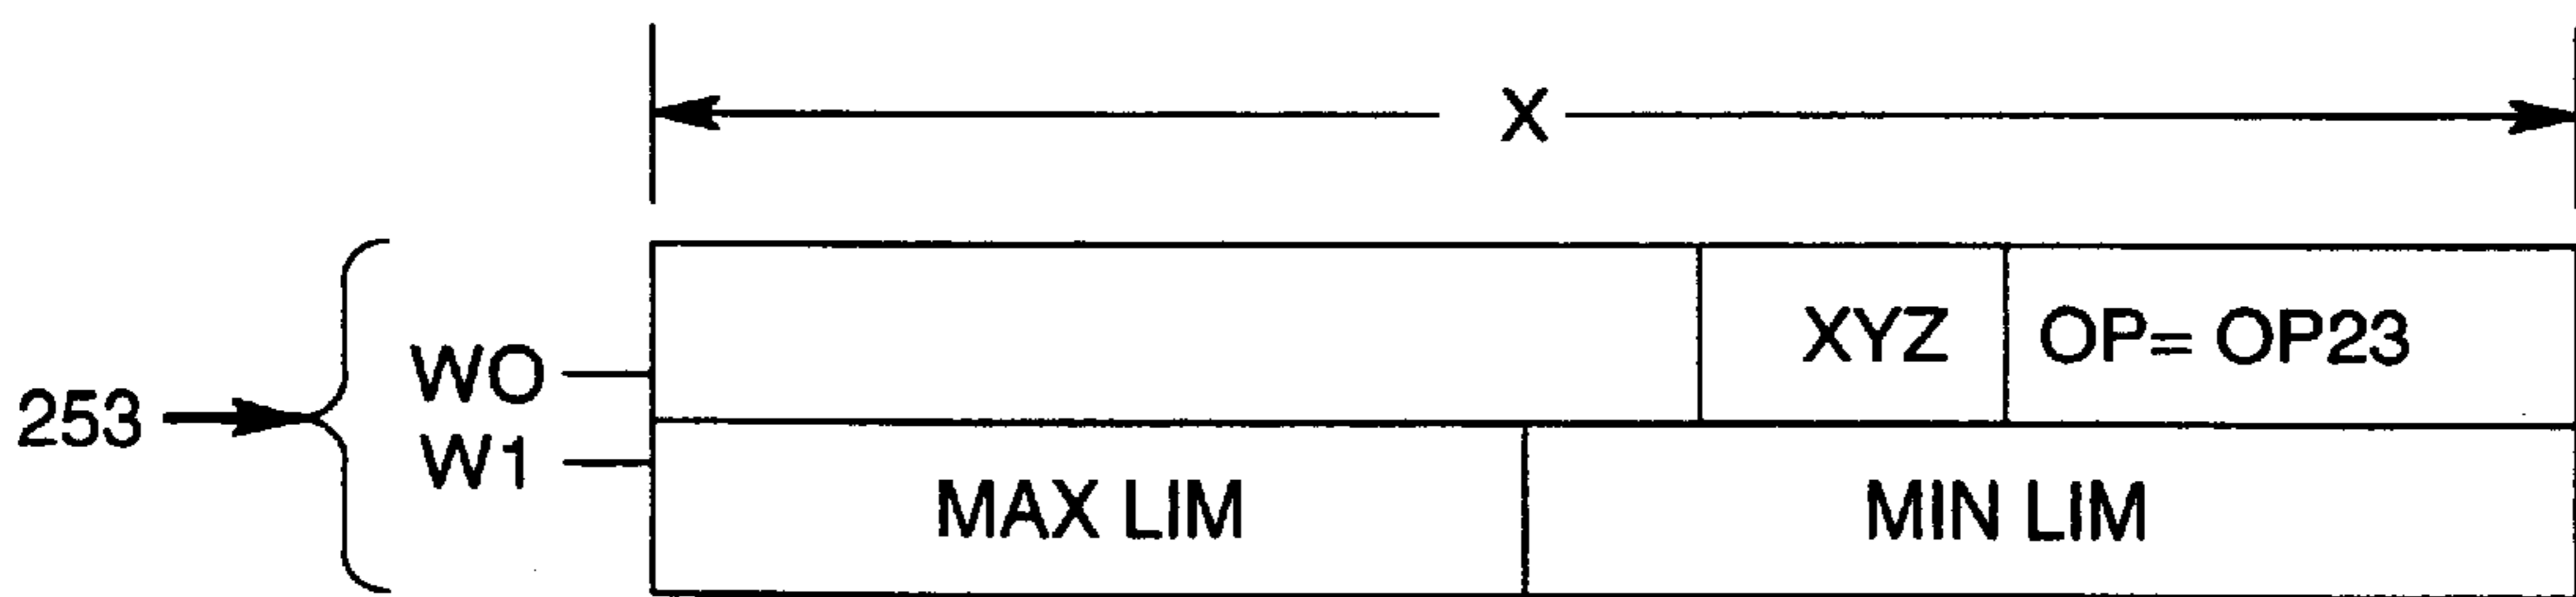 X
WO XYZ OP= OP23
253
W1 MAX LIM MIN LIM